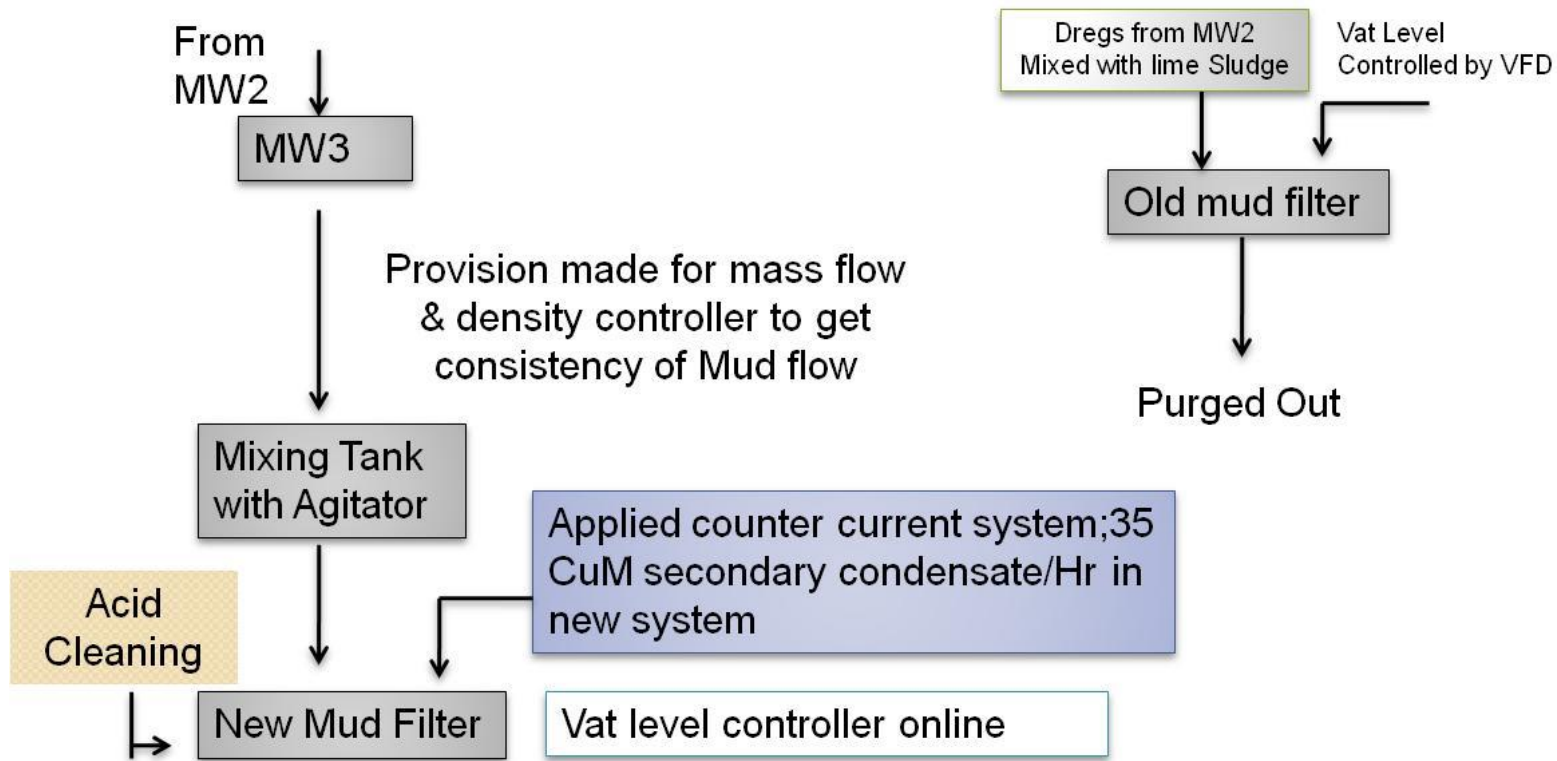 From
MW2
MW3
Provision made for mass flow
& density controller to get
consistency of Mud flow
Mixing Tank
with Agitator
Applied counter current system;35
CuM secondary condensate/Hr in
new system
Acid
Cleaning
New Mud Filter
Vat level controller online
Dregs from MW2
Mixed with lime Sludge
Vat Level
Controlled by VFD
Old mud filter
Purged Out